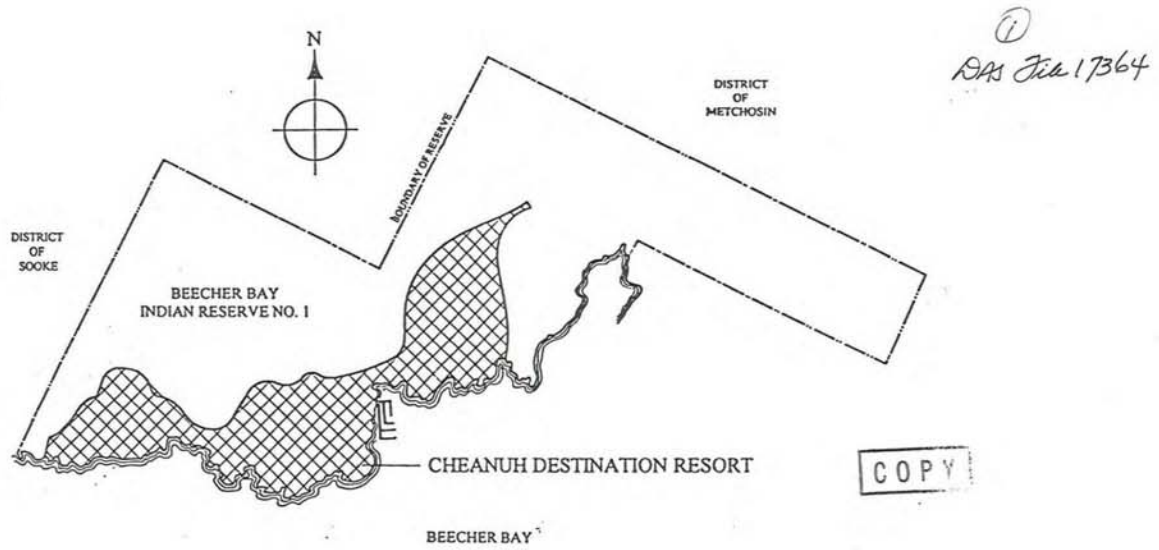 ①
DAS File 17364
N
DISTRICT
OF
METCHOSIN
BOUNDARY OF RESERVE
DISTRICT
OF
SOOKE
BEECHER BAY
INDIAN RESERVE NO. 1
CHEANUH DESTINATION RESORT
COPY
BEECHER BAY